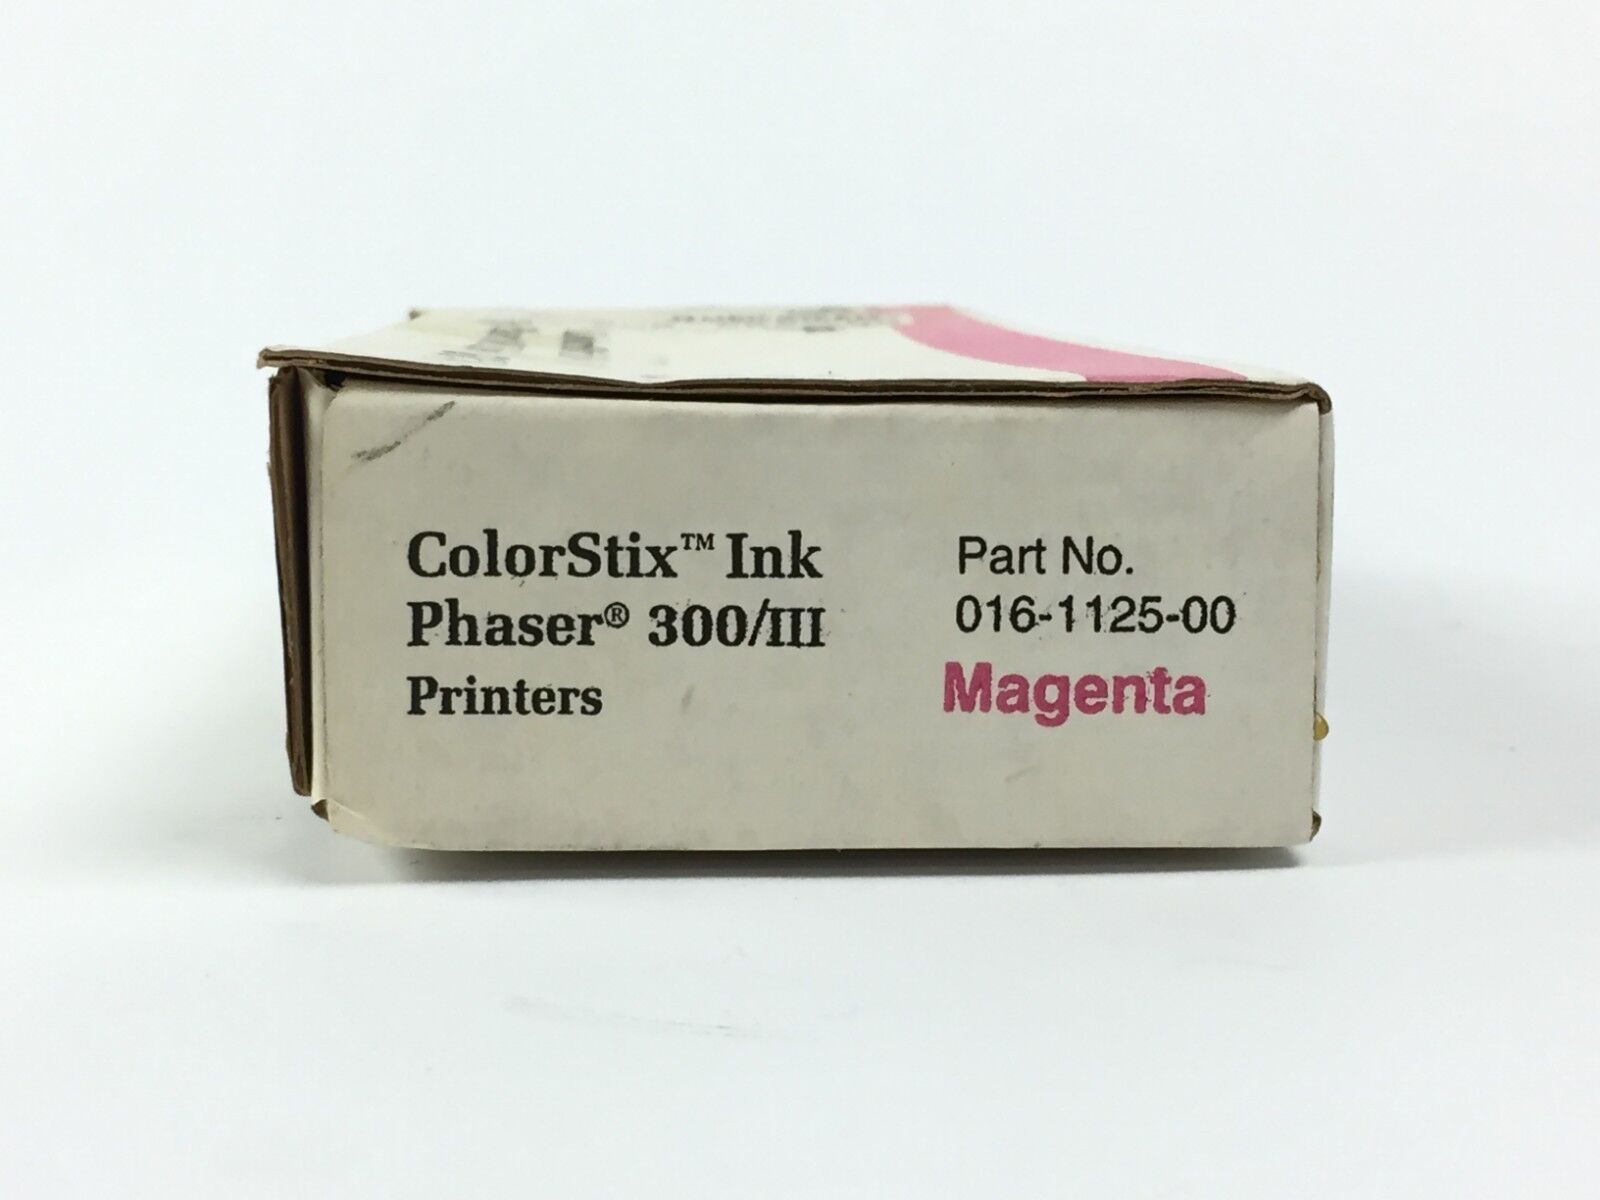 ColorStix™ Ink
Phaser® 300/III
Printers
Part No.
016-1125-00
Magenta